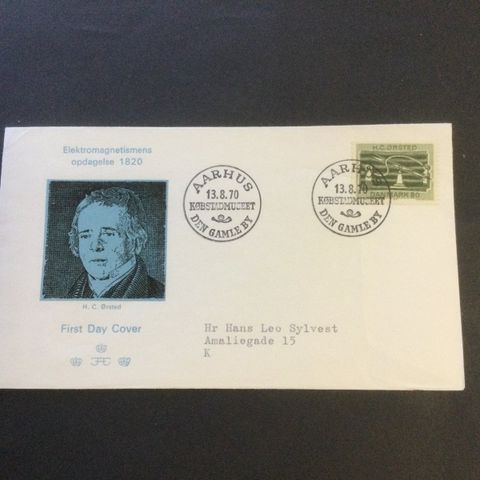 Elektromagnetismens
opdagelse 1820
H. C. Ørsted
First Day Cover
AARHUS
13.8.70
KØBSTADMUSEET
DEN GAMLE BY
AARHUS
13.8.70
KØBSTADMUSEET
DEN GAMLE BY
H.C. ØRSTED
DANMARK 80
Hr Hans Leo Sylvest
Amaliegade 15
K